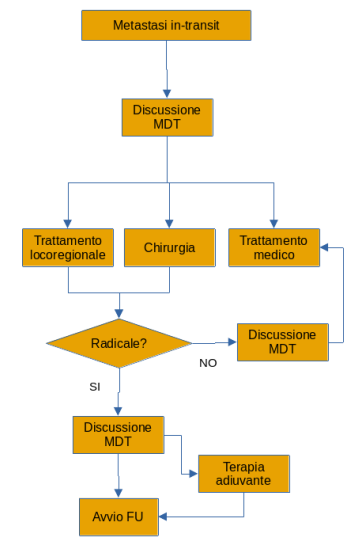 Metastasi in-transit
Discussione
MDT
Trattamento
locoregionale
Chirurgia
Trattamento
medico
Radicale?
Discussione
MDT
NO
SI
Discussione
MDT
Terapia
adiuvante
Avvio FU